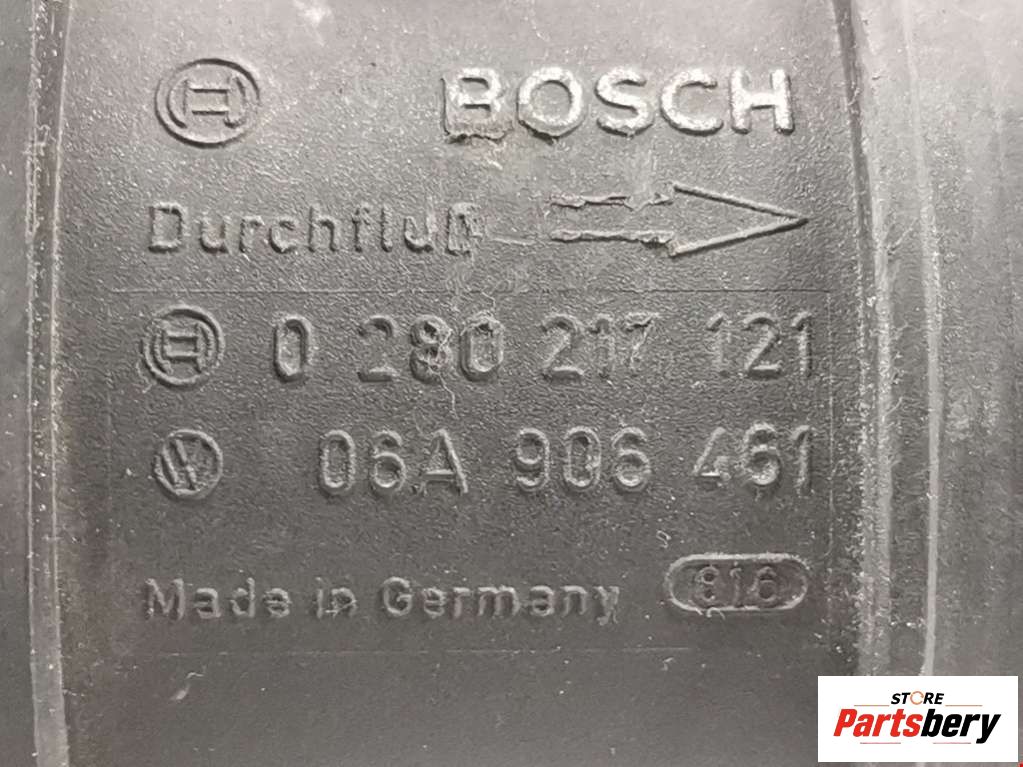 BOSCH
Durchfluß
0 280 217 121
06A 906 461
Made in Germany 816
STORE
Partsbery